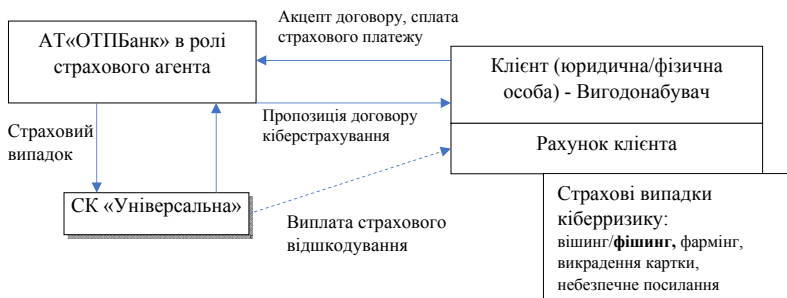 Акцепт договору, сплата
страхового платежу
АТ«ОТПБанк» в ролі
страхового агента
Клієнт (юридична/фізична
особа) - Вигодонабувач
Пропозиція договору
кіберстрахування
Страховий
випадок
Рахунок клієнта
СК «Універсальна»
Виплата страхового
відшкодування
Страхові випадки
кіберризику:
вішинг/фішинг, фармінг,
викрадення картки,
небезпечне посилання